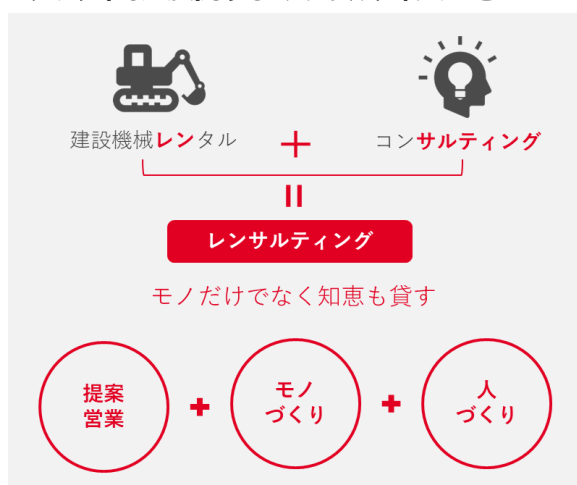 建設機械レンタル
+
コンサルティング
=
レンサルティング
モノだけでなく知恵も貸す
提案
営業
+
モノ
づくり
+
人
づくり